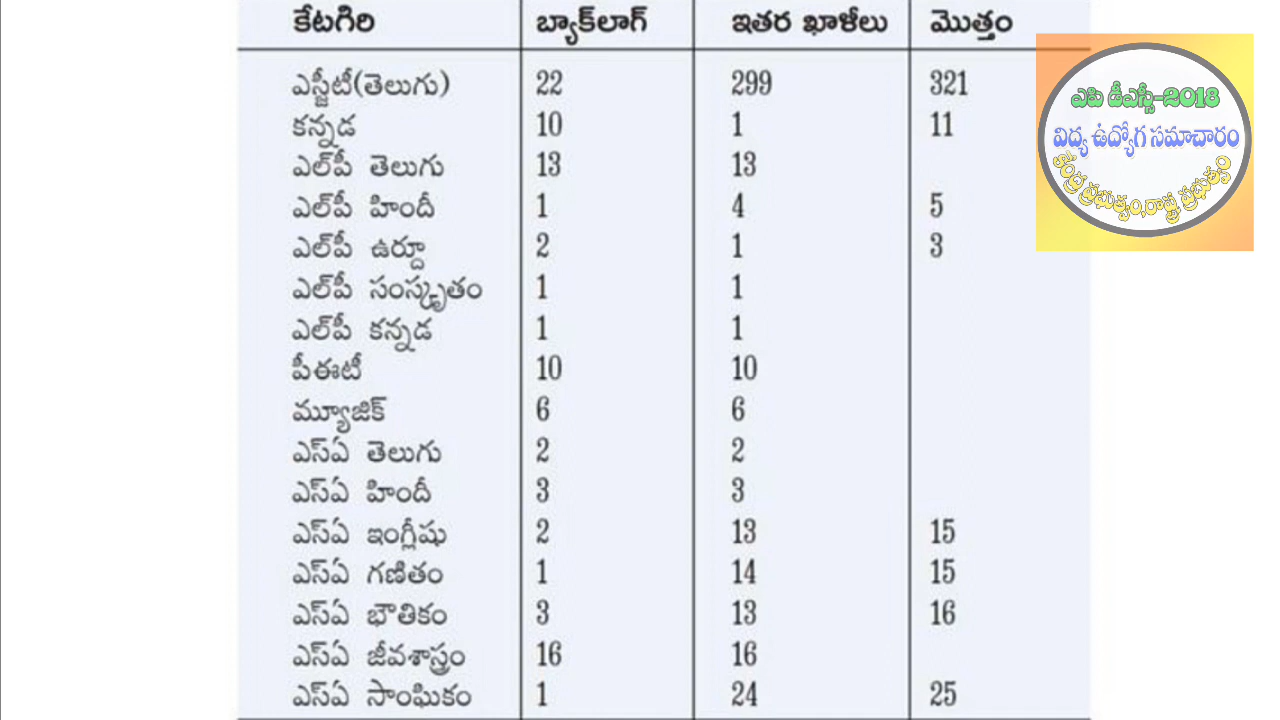 కేటగిరి బ్యాక్‌లాగ్ ఇతర ఖాళీలు మొత్తం
ఎస్జీటీ(తెలుగు) 22 299 321
కన్నడ 10 1 11
ఎల్‌పీ తెలుగు 13 13
ఎల్‌పీ హిందీ 1 4 5
ఎల్‌పీ ఉర్దూ 2 1 3
ఎల్‌పీ సంస్కృతం 1 1
ఎల్‌పీ కన్నడ 1 1
పీఈటీ 10 10
మ్యూజిక్ 6 6
ఎస్‌ఏ తెలుగు 2 2
ఎస్‌ఏ హిందీ 3 3
ఎస్‌ఏ ఇంగ్లీషు 2 13 15
ఎస్‌ఏ గణితం 1 14 15
ఎస్‌ఏ భౌతికం 3 13 16
ఎస్‌ఏ జీవశాస్త్రం 16 16
ఎస్‌ఏ సాంఘికం 1 24 25
ఎపి డీఎస్సీ-2018
విద్య ఉద్యోగ సమాచారం
కేంద్ర ప్రభుత్వం,రాష్ట్ర ప్రభుత్వం